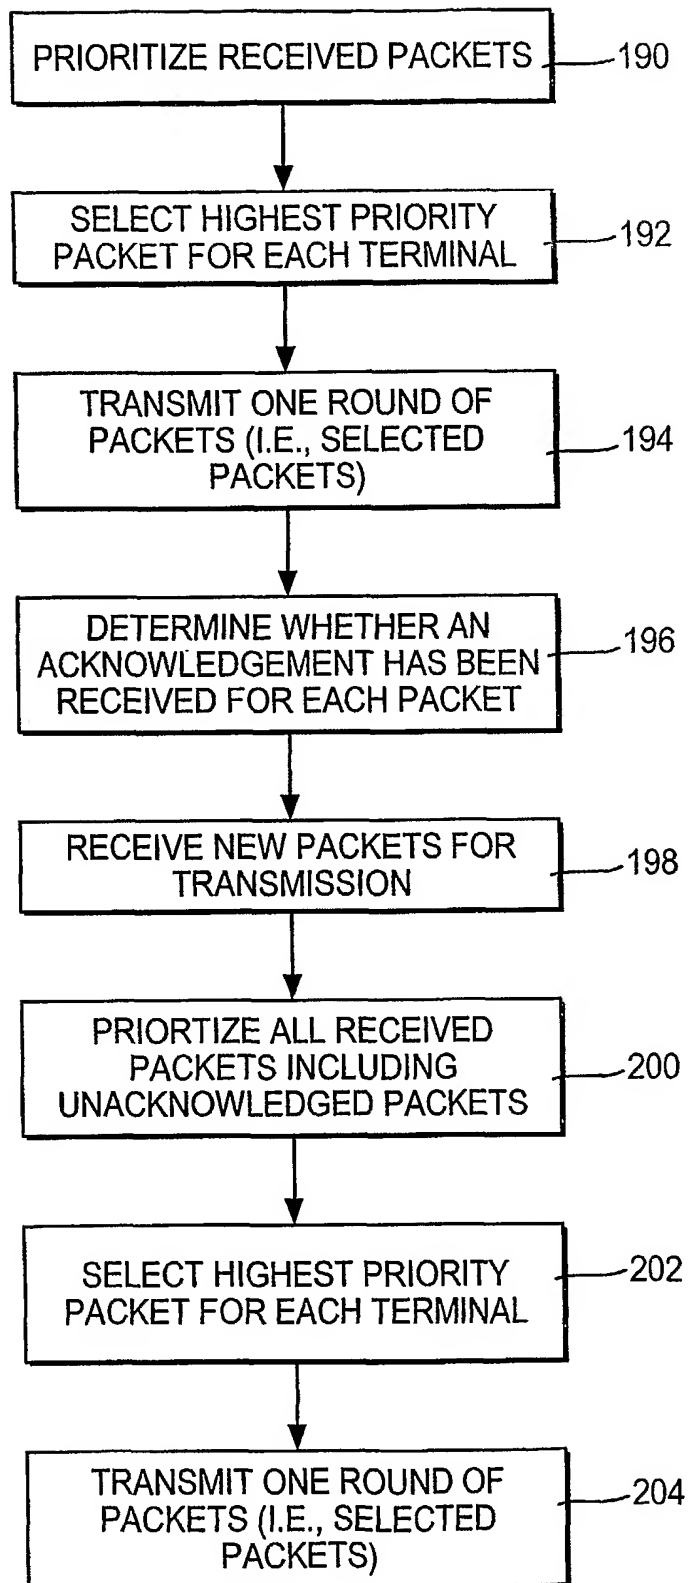 PRIORITIZE RECEIVED PACKETS
190
SELECT HIGHEST PRIORITY
PACKET FOR EACH TERMINAL
192
TRANSMIT ONE ROUND OF
PACKETS (I.E., SELECTED
PACKETS)
194
DETERMINE WHETHER AN
ACKNOWLEDGEMENT HAS BEEN
RECEIVED FOR EACH PACKET
196
RECEIVE NEW PACKETS FOR
TRANSMISSION
198
PRIORTIZE ALL RECEIVED
PACKETS INCLUDING
UNACKNOWLEDGED PACKETS
200
SELECT HIGHEST PRIORITY
PACKET FOR EACH TERMINAL
202
TRANSMIT ONE ROUND OF
PACKETS (I.E., SELECTED
PACKETS)
204